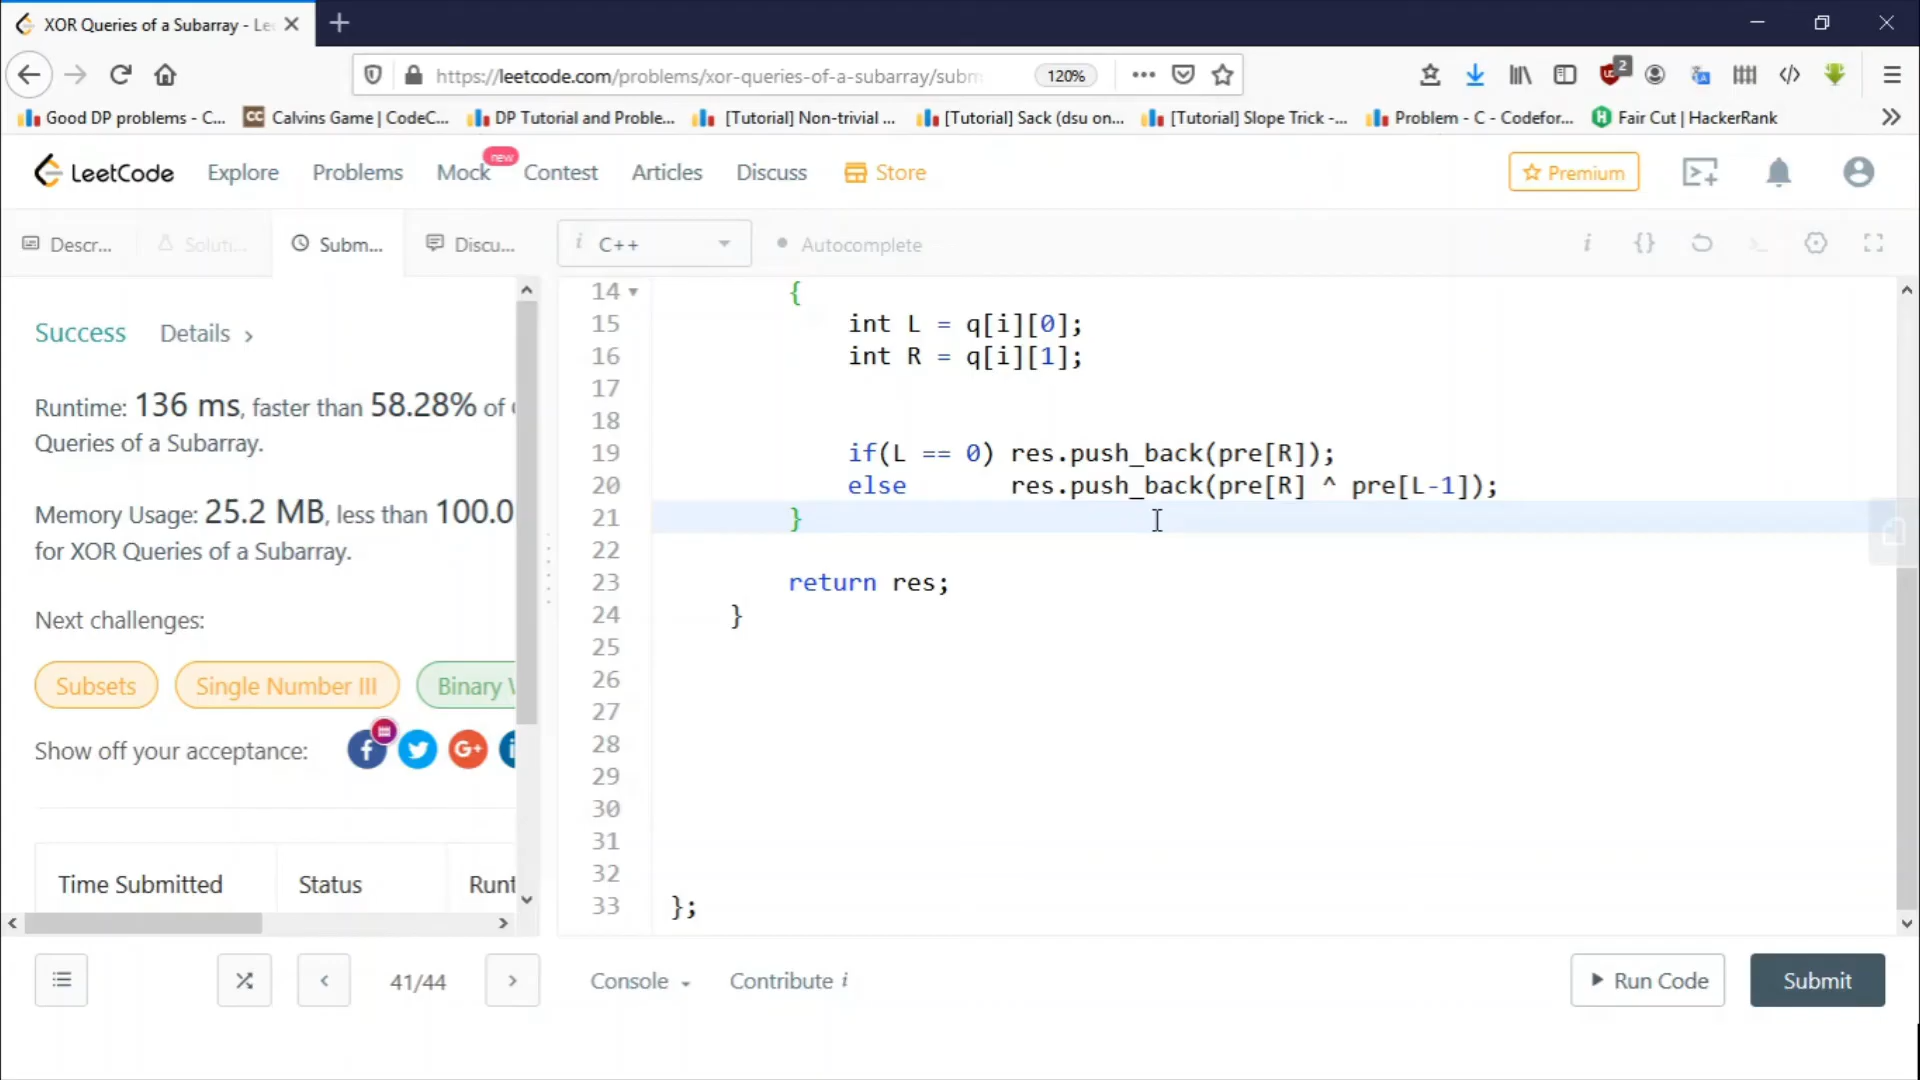 XOR Queries of a Subarray - Le
https://leetcode.com/problems/xor-queries-of-a-subarray/subm
120%
2
Good DP problems - C...
Calvins Game | CodeC...
DP Tutorial and Proble...
[Tutorial] Non-trivial ...
[Tutorial] Sack (dsu on...
[Tutorial] Slope Trick -...
Problem - C - Codefor...
Fair Cut | HackerRank
LeetCode
Explore
Problems
Mock
new
Contest
Articles
Discuss
Store
Premium
Descr...
Soluti...
Subm...
Discu...
i C++
Autocomplete
Success
Details >
Runtime: 136 ms, faster than 58.28% of
Queries of a Subarray.
Memory Usage: 25.2 MB, less than 100.0
for XOR Queries of a Subarray.
Next challenges:
Subsets
Single Number III
Binary
Show off your acceptance:
Time Submitted
Status
Runt
14 {
15 int L = q[i][0];
16 int R = q[i][1];
17
18
19 if(L == 0) res.push_back(pre[R]);
20 else res.push_back(pre[R] ^ pre[L-1]);
21 }
22
23 return res;
24 }
25
26
27
28
29
30
31
32
33 };
41/44
Console
Contribute i
Run Code
Submit